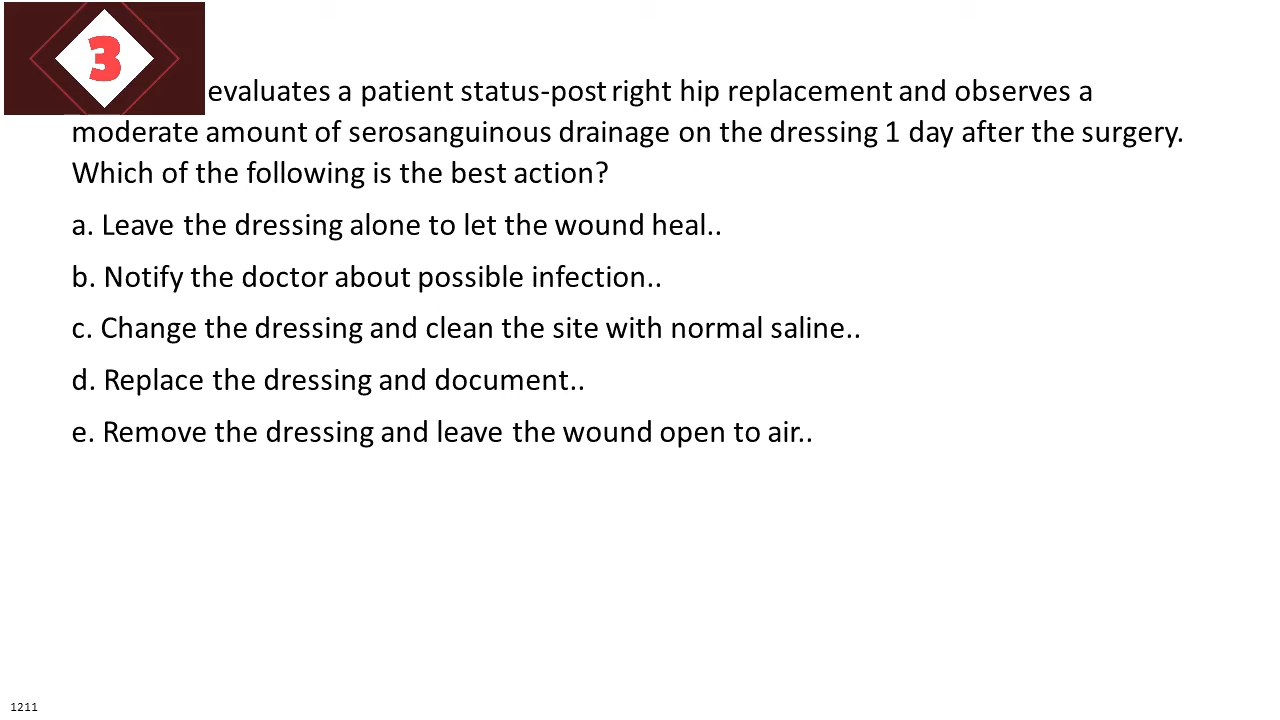 3
evaluates a patient status-post right hip replacement and observes a
moderate amount of serosanguinous drainage on the dressing 1 day after the surgery.
Which of the following is the best action?
a. Leave the dressing alone to let the wound heal..
b. Notify the doctor about possible infection..
c. Change the dressing and clean the site with normal saline..
d. Replace the dressing and document..
e. Remove the dressing and leave the wound open to air..
1211